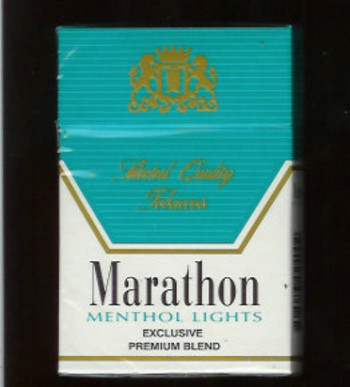 Selected Quality
Tobaccos
Marathon
MENTHOL LIGHTS
EXCLUSIVE
PREMIUM BLEND